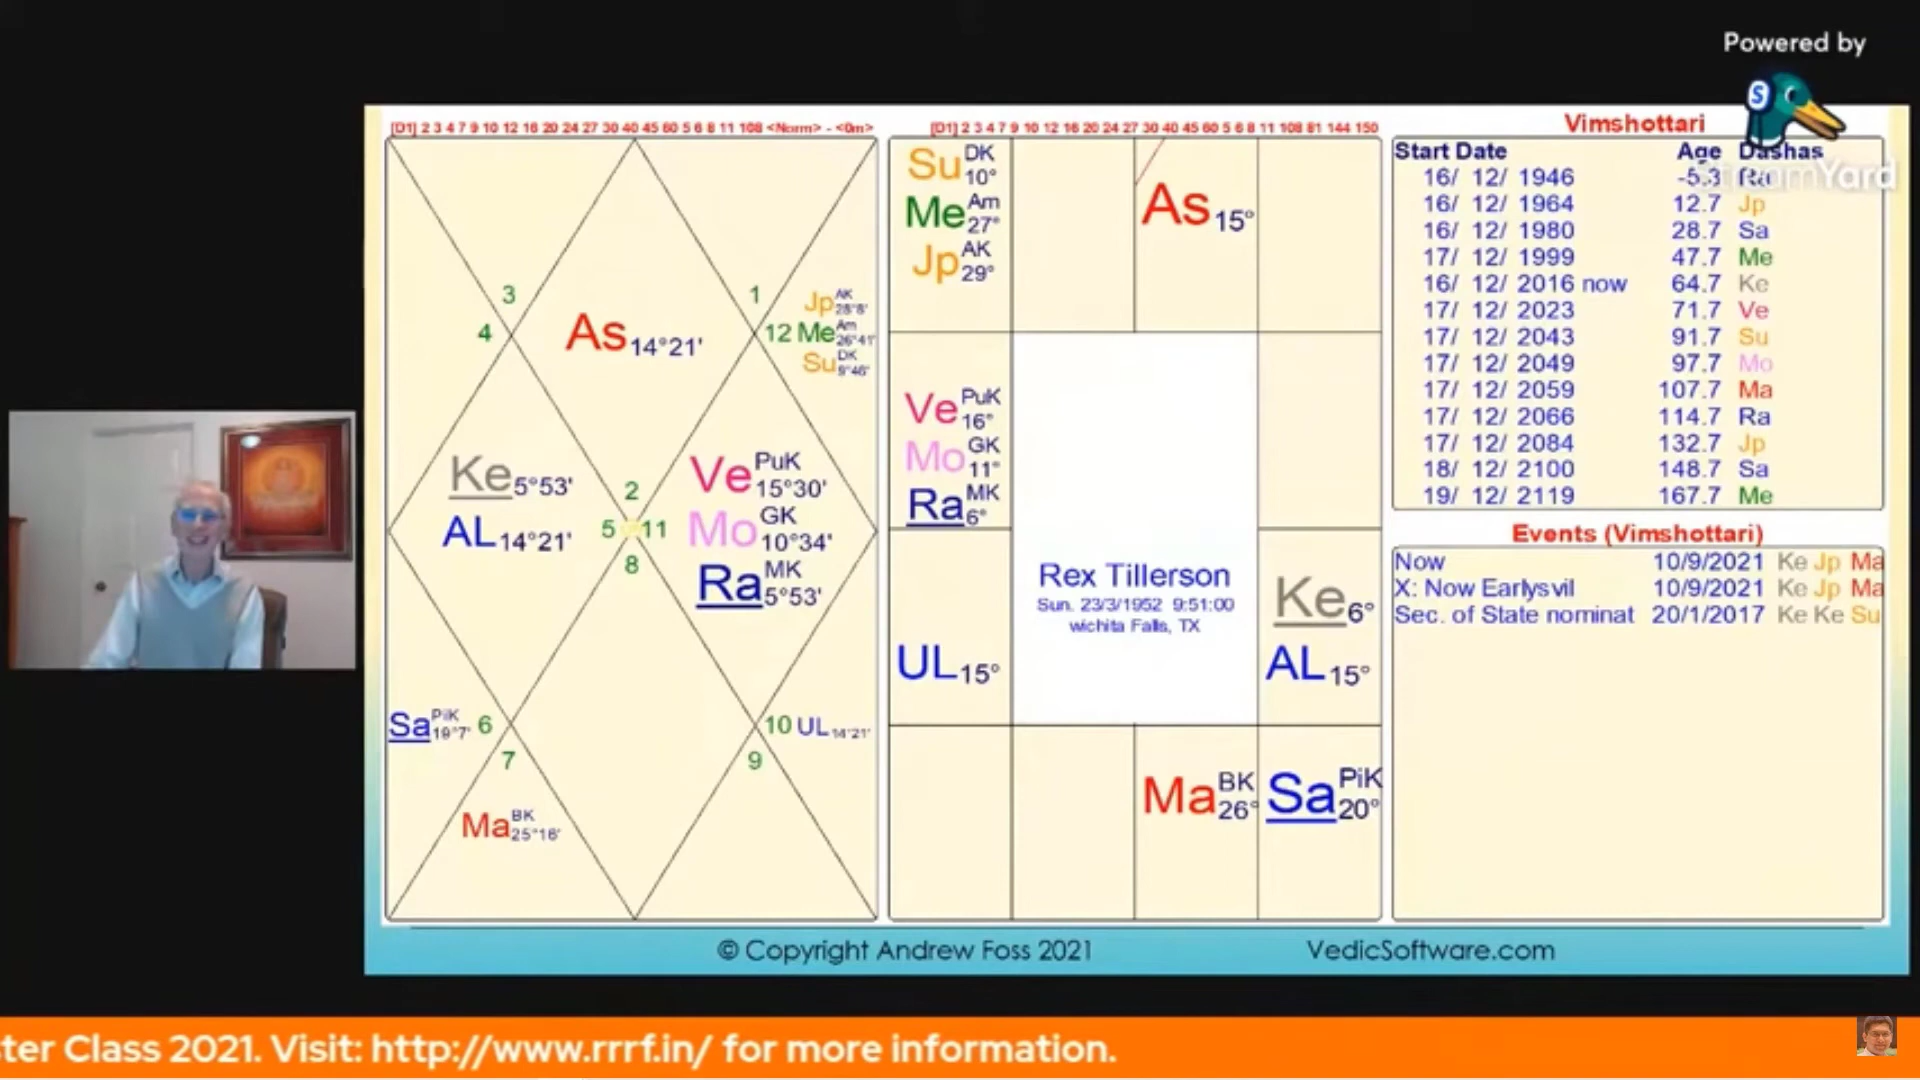 Powered by
StreamYard
[D1] 2 3 4 7 9 10 12 16 20 24 27 30 40 45 60 5 6 8 11 108 <Norm> - <0m>
3
4
As 14°21'
1
12
Jp AK 28°8'
Me Am 26°41'
Su DK 9°46'
Ke 5°53'
AL 14°21'
2
5 11
8
Ve PuK 15°30'
Mo GK 10°34'
Ra MK 5°53'
Sa PiK 19°7' 6
7
Ma BK 25°16'
10 UL 14°21'
9
[D1] 2 3 4 7 9 10 12 16 20 24 27 30 40 45 60 5 6 8 11 108 81 144 150
Su DK 10°
Me Am 27°
Jp AK 29°
As 15°
Ve PuK 16°
Mo GK 11°
Ra MK 6°
Rex Tillerson
Sun. 23/3/1952 9:51:00
wichita Falls, TX
Ke 6°
UL 15°
AL 15°
Ma BK 26°
Sa PiK 20°
Vimshottari
Start Date Age Dashas
16/ 12/ 1946 -5.3 Ra
16/ 12/ 1964 12.7 Jp
16/ 12/ 1980 28.7 Sa
17/ 12/ 1999 47.7 Me
16/ 12/ 2016 now 64.7 Ke
17/ 12/ 2023 71.7 Ve
17/ 12/ 2043 91.7 Su
17/ 12/ 2049 97.7 Mo
17/ 12/ 2059 107.7 Ma
17/ 12/ 2066 114.7 Ra
17/ 12/ 2084 132.7 Jp
18/ 12/ 2100 148.7 Sa
19/ 12/ 2119 167.7 Me
Events (Vimshottari)
Now 10/9/2021 Ke Jp Ma
X: Now Earlysvil 10/9/2021 Ke Jp Ma
Sec. of State nominat 20/1/2017 Ke Ke Su
© Copyright Andrew Foss 2021
VedicSoftware.com
ter Class 2021. Visit: http://www.rrrf.in/ for more information.